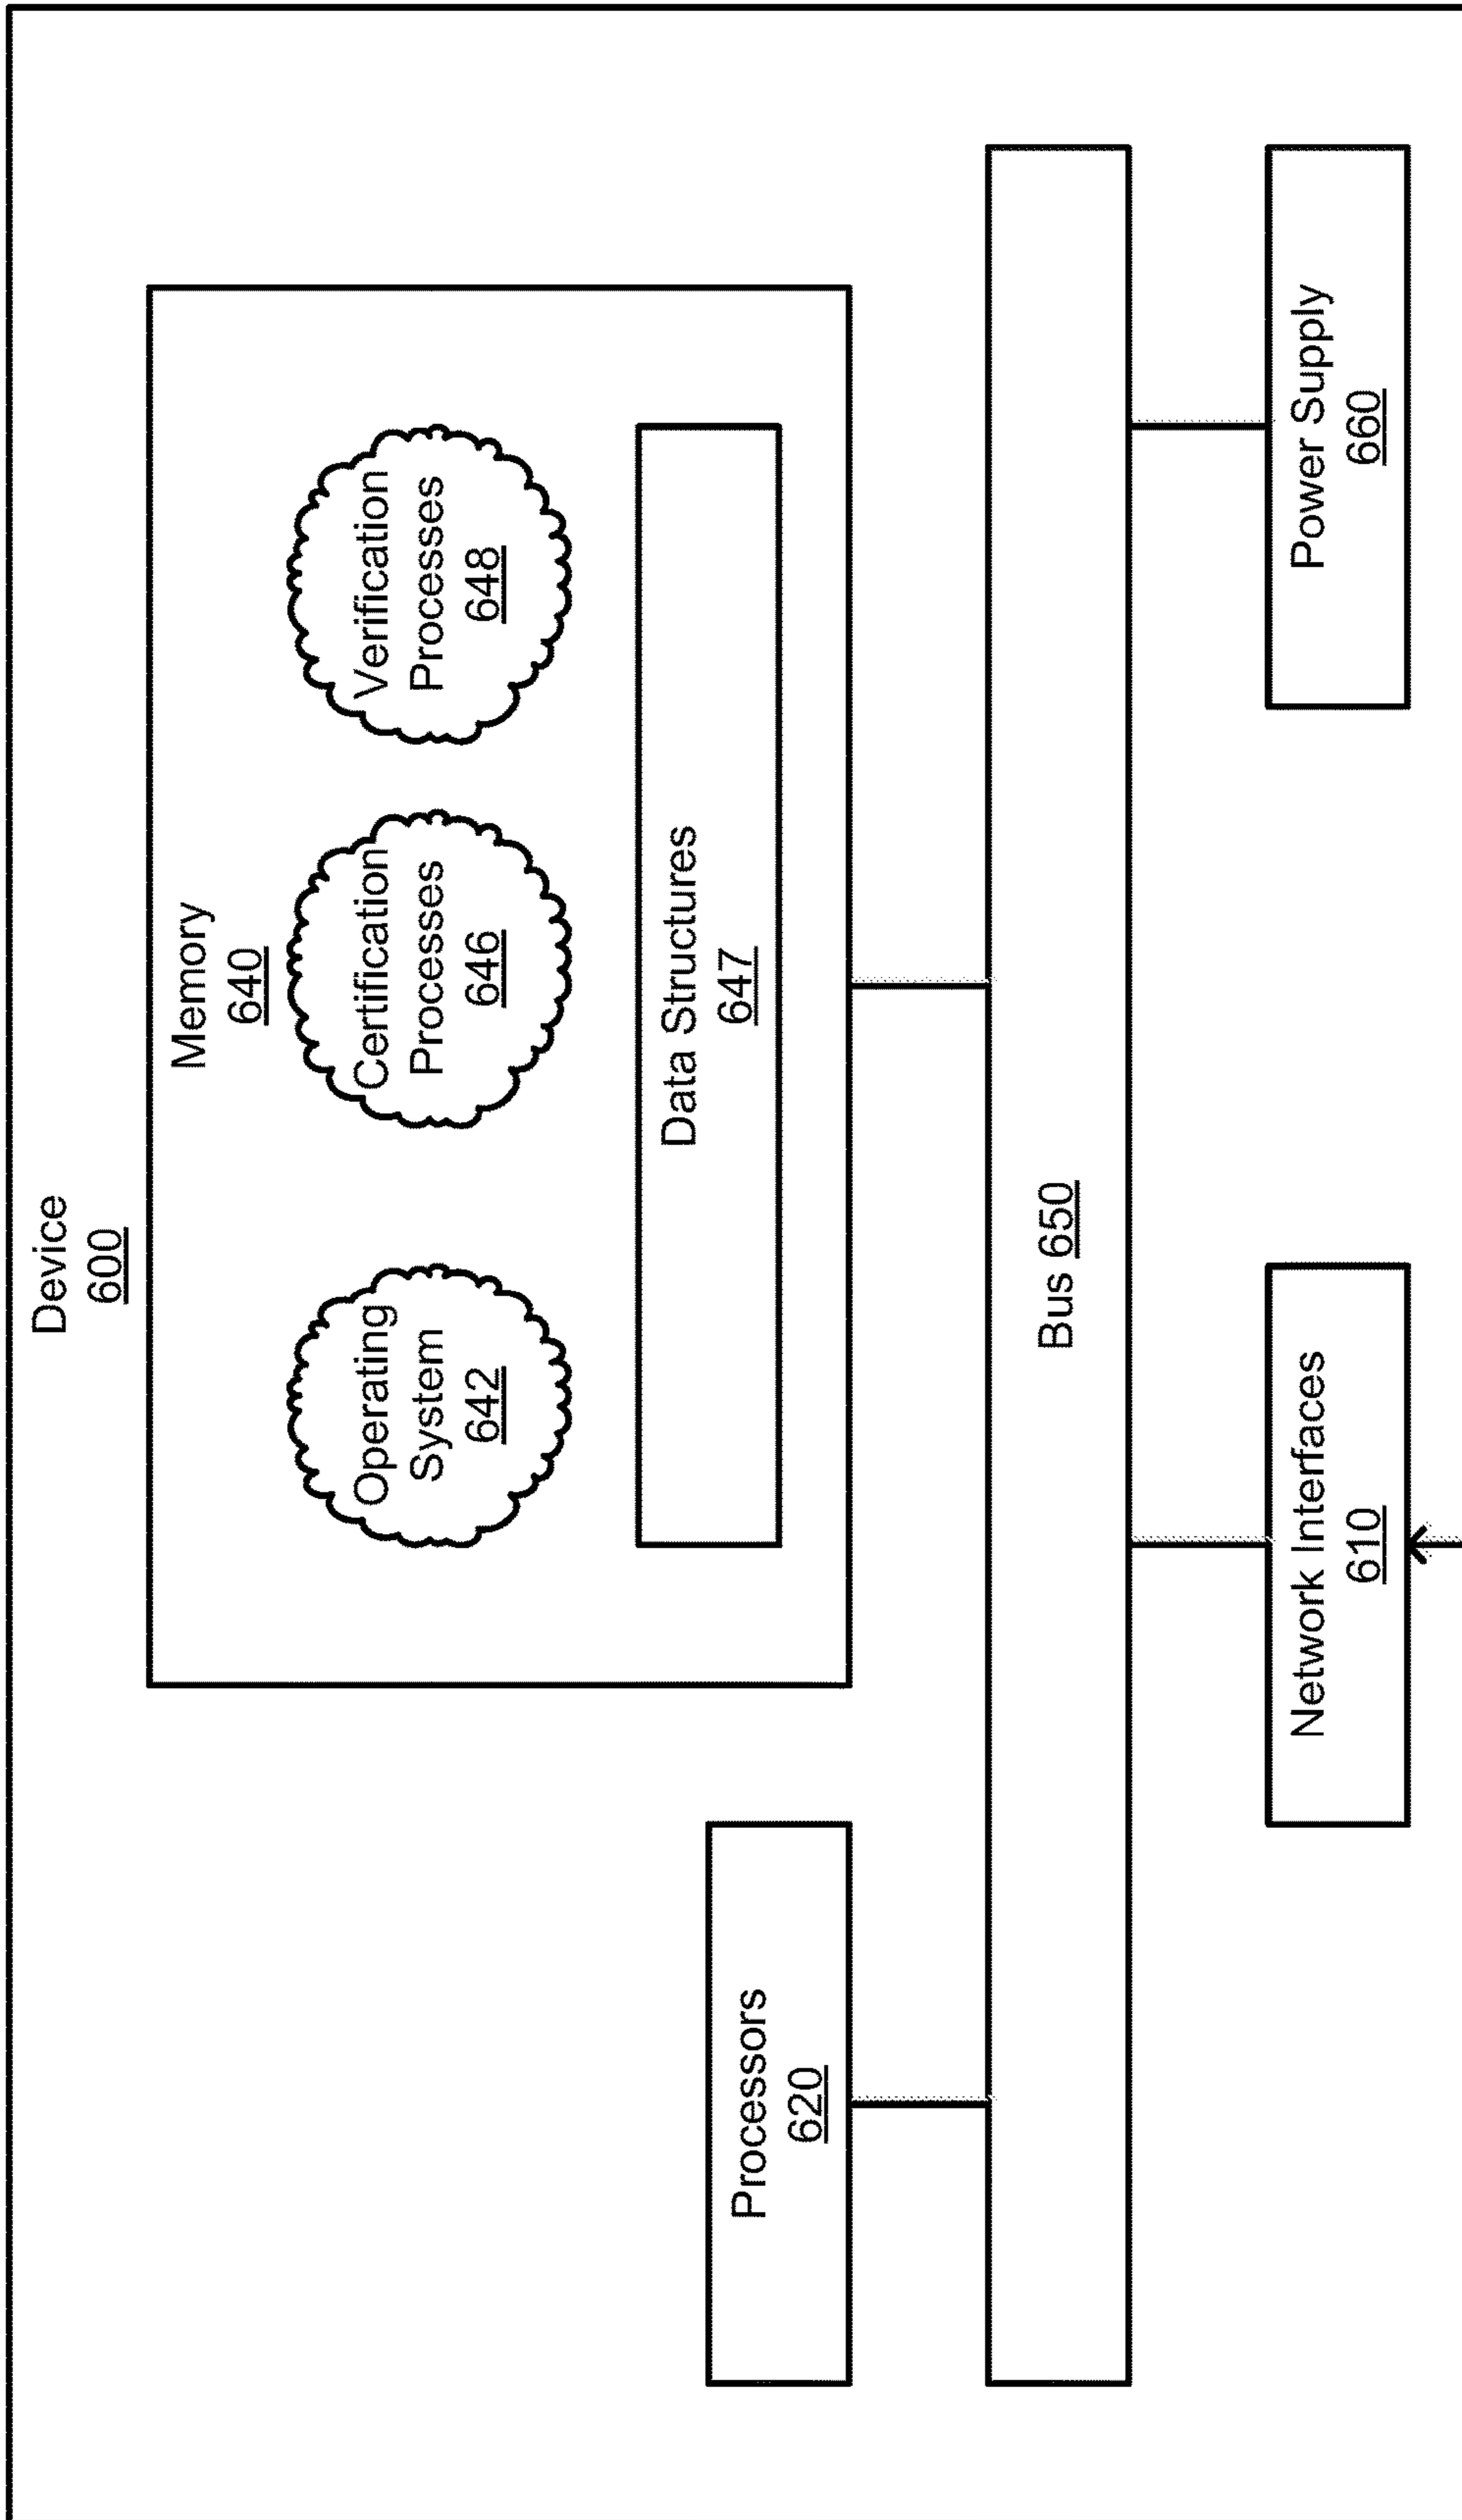 Device
600
Memory
640
Operating
System
642
Certification
Processes
646
Verification
Processes
648
Processors
620
Data Structures
647
Bus 650
Network Interfaces
610
Power Supply
660